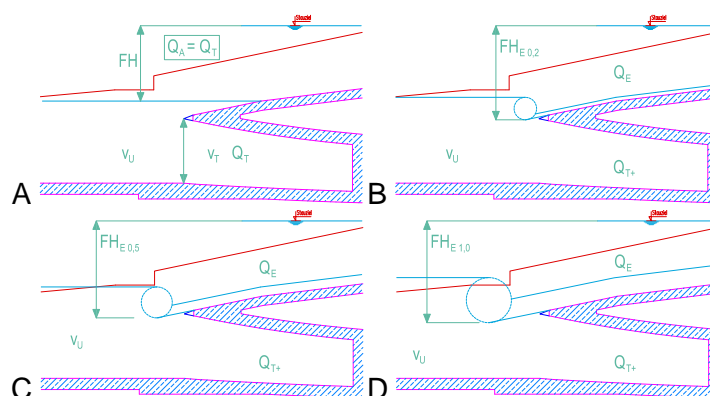 Stauziel
FH
Q_A = Q_T
v_U
v_T
Q_T
A
Stauziel
FH_E 0,2
Q_E
v_U
Q_T+
B
Stauziel
FH_E 0,5
Q_E
v_U
Q_T+
C
Stauziel
FH_E 1,0
Q_E
v_U
Q_T+
D